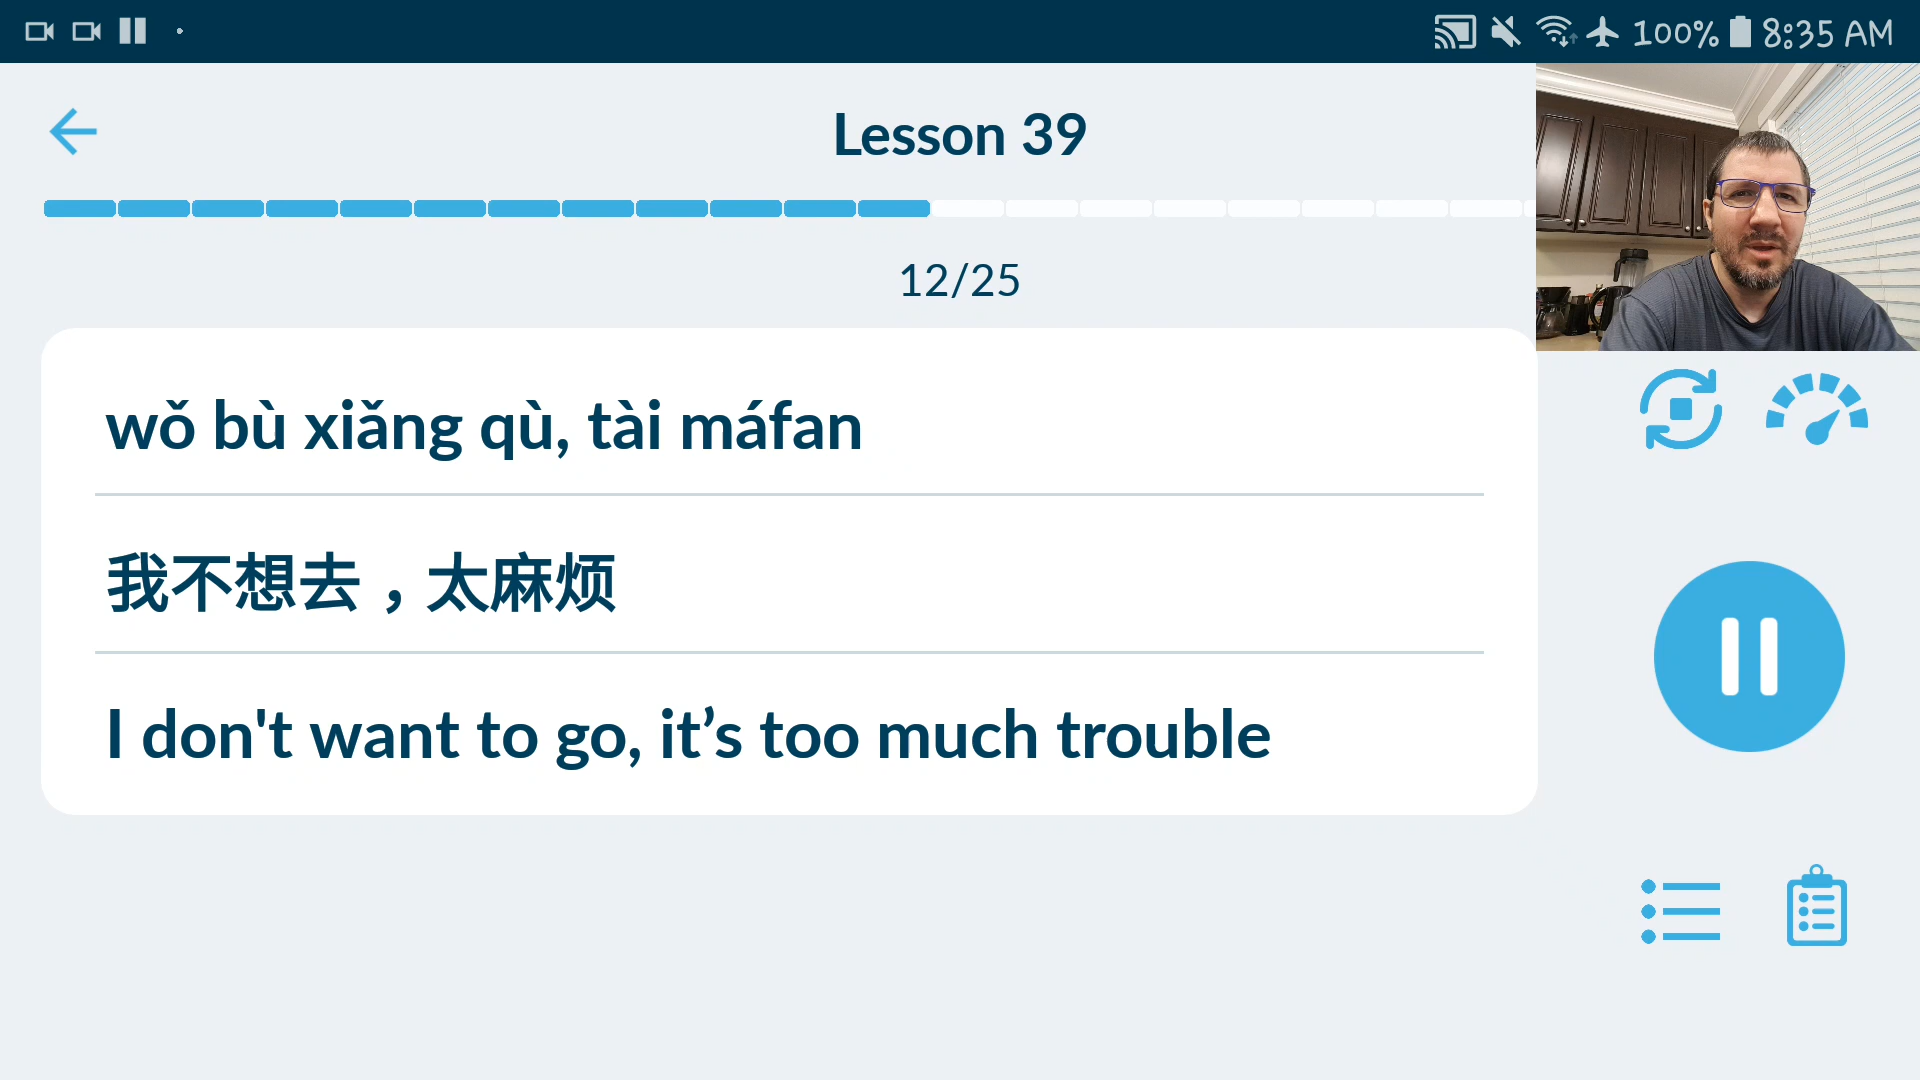 100% 8:35 AM
Lesson 39
12/25
wǒ bù xiǎng qù, tài máfan
我不想去，太麻烦
I don't want to go, it’s too much trouble